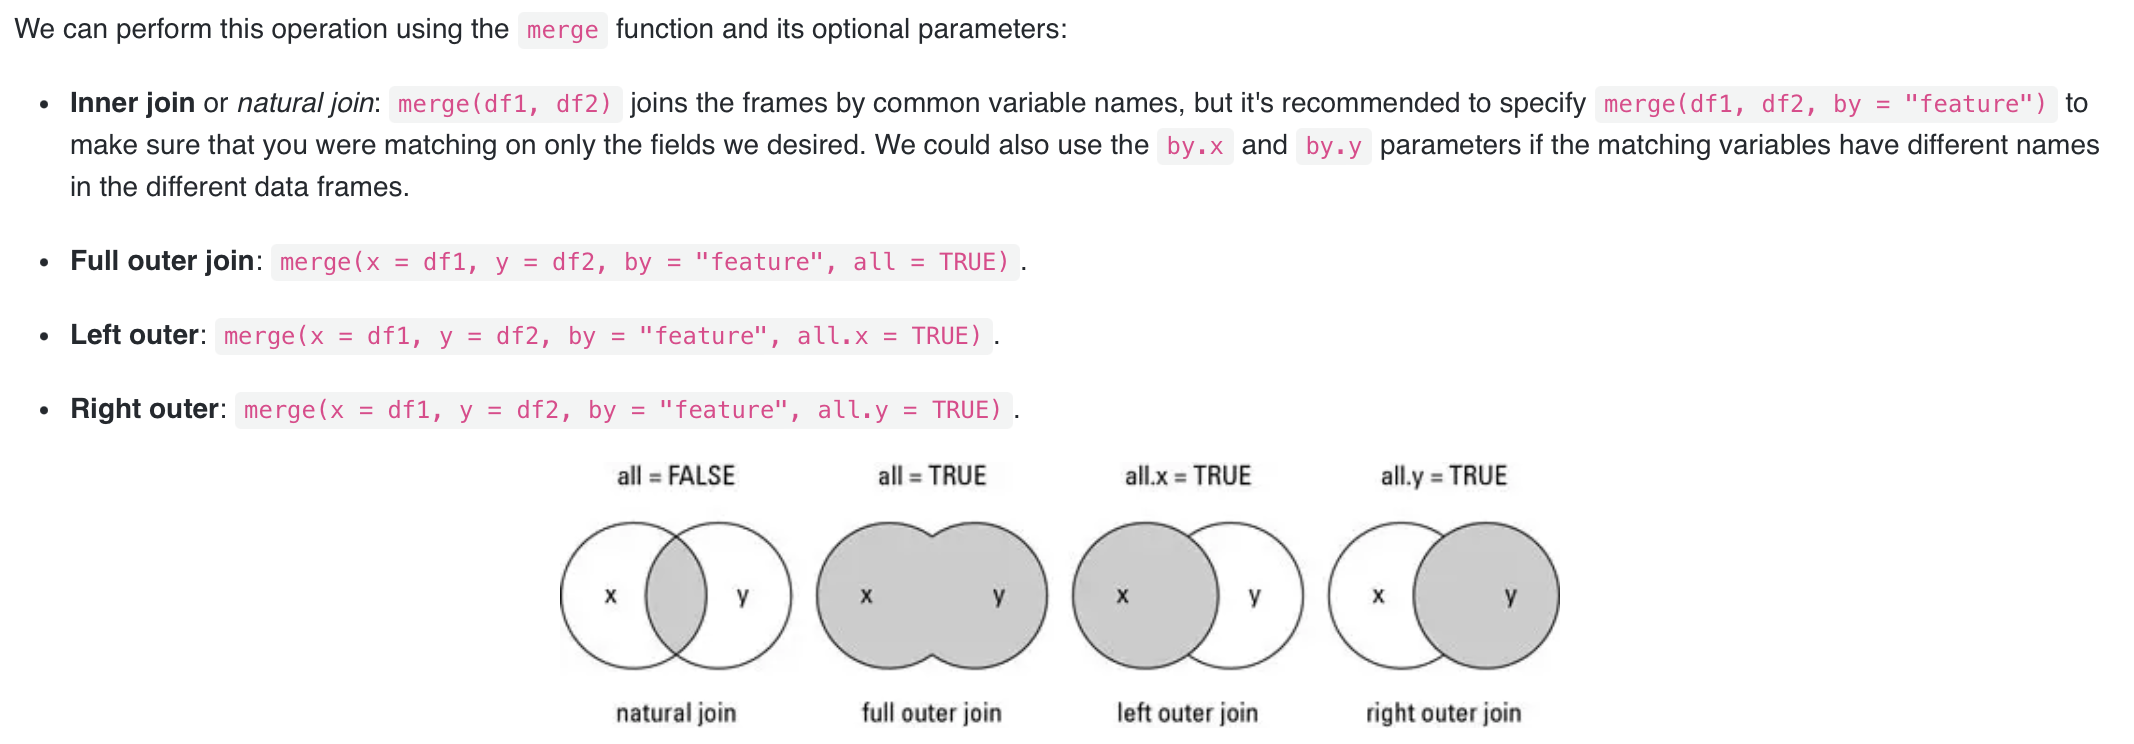 We can perform this operation using the merge function and its optional parameters:
• Inner join or natural join: merge(df1, df2) joins the frames by common variable names, but it's recommended to specify merge(df1, df2, by = "feature") to
make sure that you were matching on only the fields we desired. We could also use the by.x and by.y parameters if the matching variables have different names
in the different data frames.
• Full outer join: merge(x = df1, y = df2, by = "feature", all = TRUE).
• Left outer: merge(x = df1, y = df2, by = "feature", all.x = TRUE).
• Right outer: merge(x = df1, y = df2, by = "feature", all.y = TRUE).
all = FALSE all = TRUE all.x = TRUE all.y = TRUE
x y x y x y x y
natural join full outer join left outer join right outer join